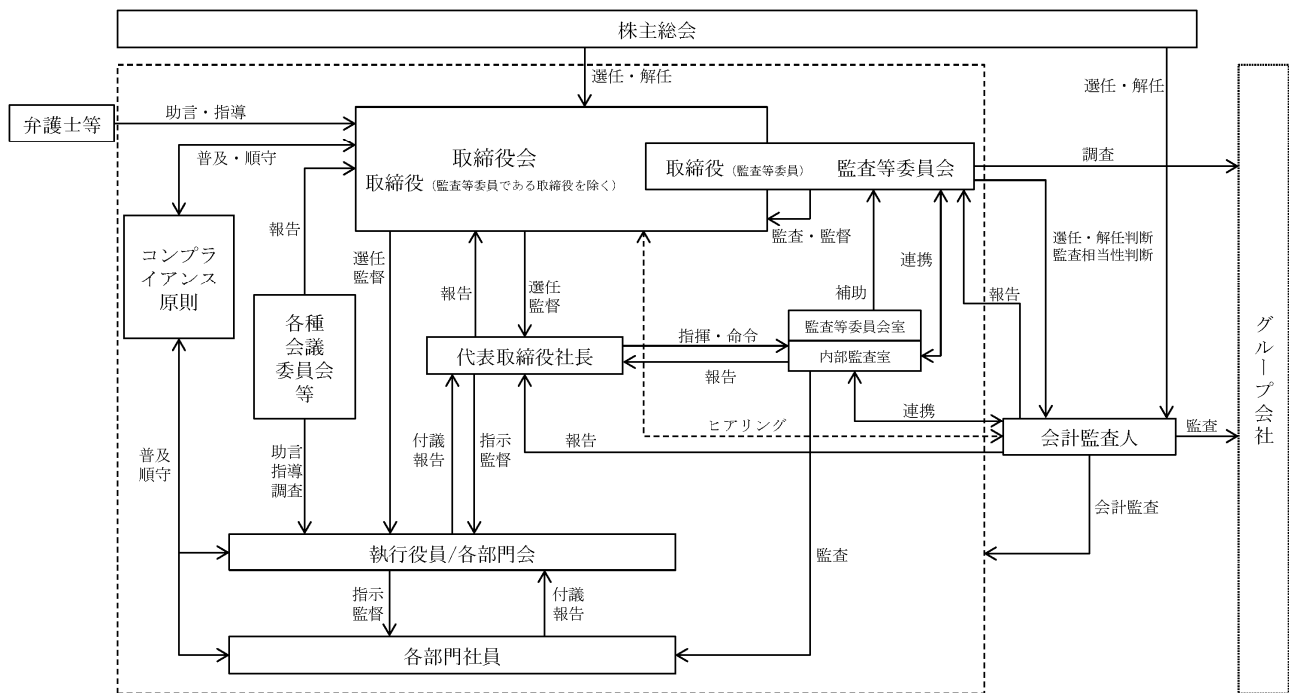 株主総会
選任・解任
選任・解任
弁護士等
助言・指導
普及・順守
取締役会
取締役（監査等委員である取締役を除く）
取締役（監査等委員）
監査等委員会
調査
監査・監督
報告
コンプラ
イアンス
原則
選任
監督
報告
選任
監督
連携
補助
選任・解任判断
監査相当性判断
報告
各種
会議
委員会
等
代表取締役社長
指揮・命令
報告
監査等委員会室
内部監査室
グループ会社
連携
ヒアリング
報告
会計監査人
監査
普及
順守
助言
指導
調査
付議
報告
指示
監督
会計監査
執行役員/各部門会
監査
指示
監督
付議
報告
各部門社員